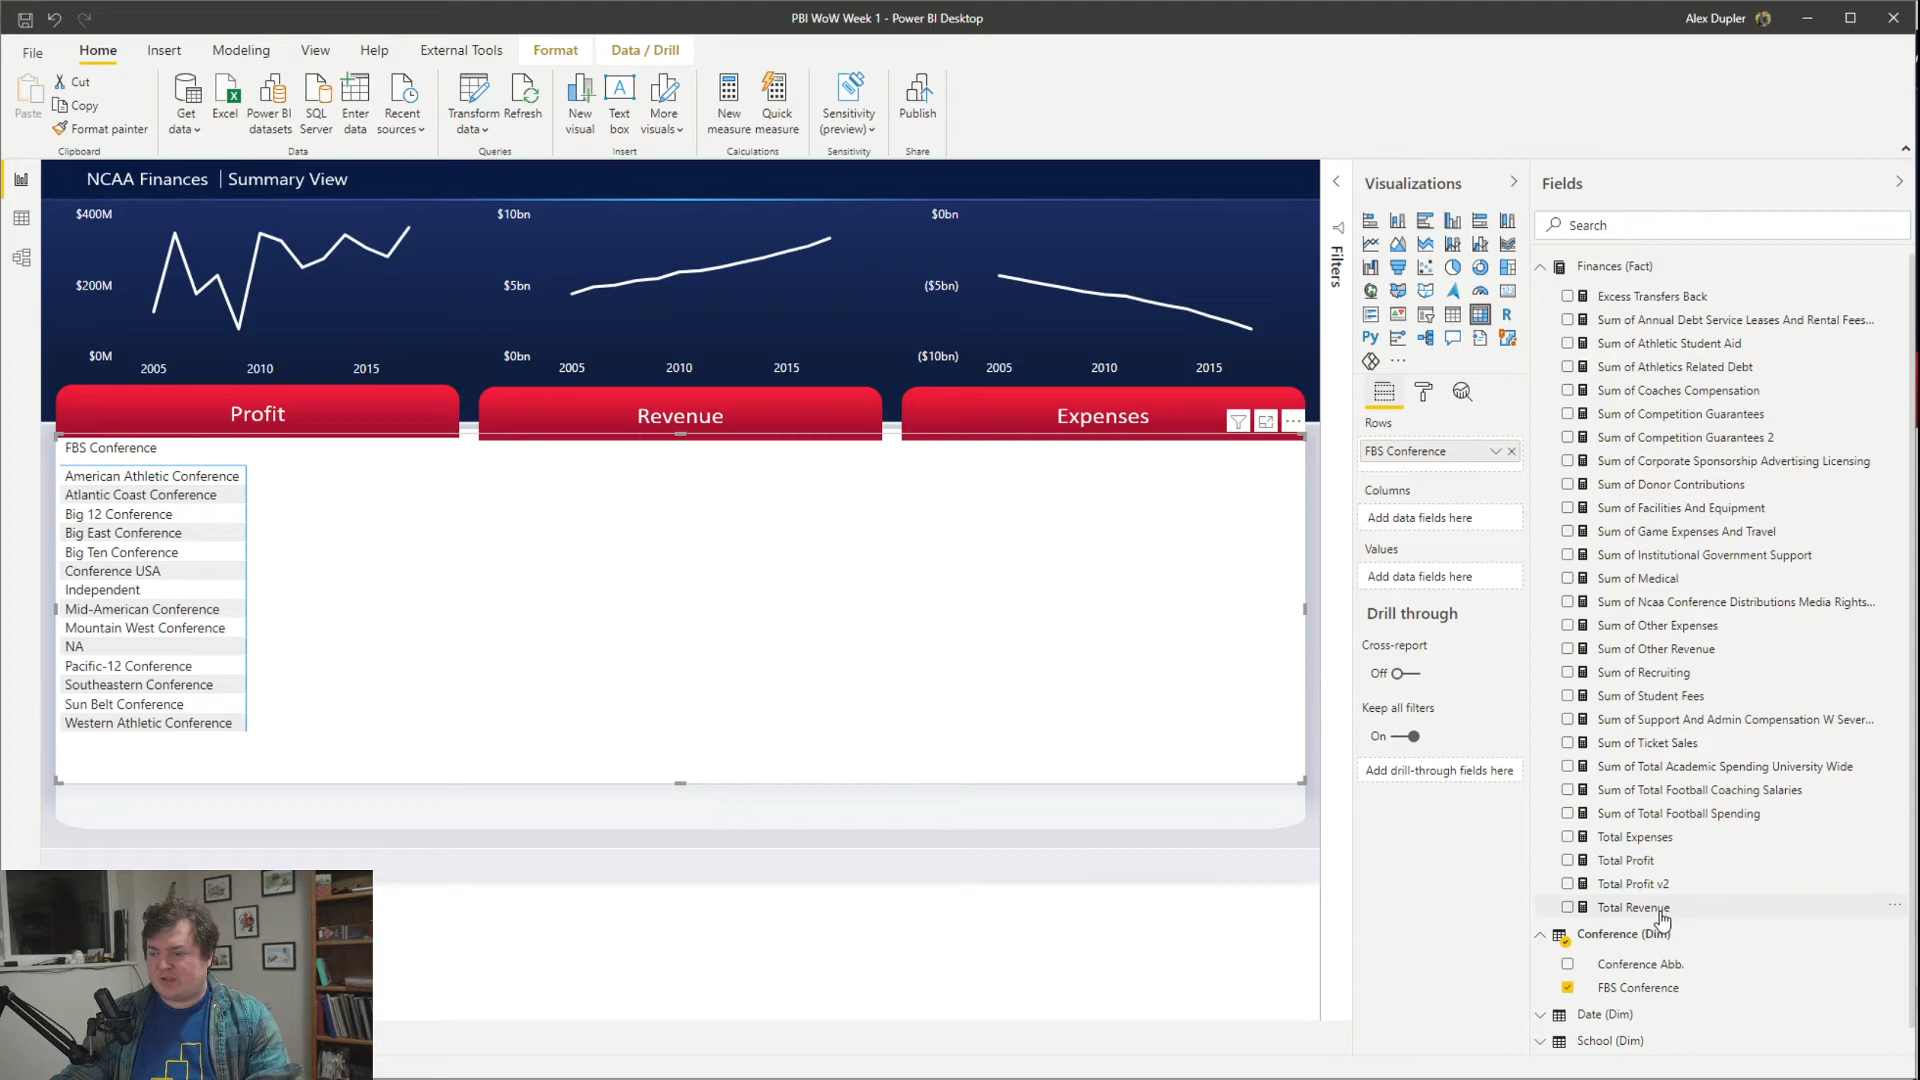 PBI WoW Week 1 - Power BI Desktop
Alex Dupler
File
Home
Insert
Modeling
View
Help
External Tools
Format
Data / Drill
Paste
Cut
Copy
Format painter
Clipboard
Get data
Excel
Power BI datasets
SQL Server
Enter data
Recent sources
Data
Transform data
Refresh
Queries
New visual
Text box
More visuals
Insert
New measure
Quick measure
Calculations
Sensitivity (preview)
Sensitivity
Publish
Share
NCAA Finances | Summary View
$400M
$200M
$0M
2005
2010
2015
Profit
$10bn
$5bn
$0bn
2005
2010
2015
Revenue
$0bn
($5bn)
($10bn)
2005
2010
2015
Expenses
FBS Conference
American Athletic Conference
Atlantic Coast Conference
Big 12 Conference
Big East Conference
Big Ten Conference
Conference USA
Independent
Mid-American Conference
Mountain West Conference
NA
Pacific-12 Conference
Southeastern Conference
Sun Belt Conference
Western Athletic Conference
Filters
Visualizations
123
R
Py
Rows
FBS Conference
Columns
Add data fields here
Values
Add data fields here
Drill through
Cross-report
Off
Keep all filters
On
Add drill-through fields here
Fields
Search
Finances (Fact)
Excess Transfers Back
Sum of Annual Debt Service Leases And Rental Fees...
Sum of Athletic Student Aid
Sum of Athletics Related Debt
Sum of Coaches Compensation
Sum of Competition Guarantees
Sum of Competition Guarantees 2
Sum of Corporate Sponsorship Advertising Licensing
Sum of Donor Contributions
Sum of Facilities And Equipment
Sum of Game Expenses And Travel
Sum of Institutional Government Support
Sum of Medical
Sum of Ncaa Conference Distributions Media Rights...
Sum of Other Expenses
Sum of Other Revenue
Sum of Recruiting
Sum of Student Fees
Sum of Support And Admin Compensation W Sever...
Sum of Ticket Sales
Sum of Total Academic Spending University Wide
Sum of Total Football Coaching Salaries
Sum of Total Football Spending
Total Expenses
Total Profit
Total Profit v2
Total Revenue
Conference (Dim)
Conference Abb.
FBS Conference
Date (Dim)
School (Dim)